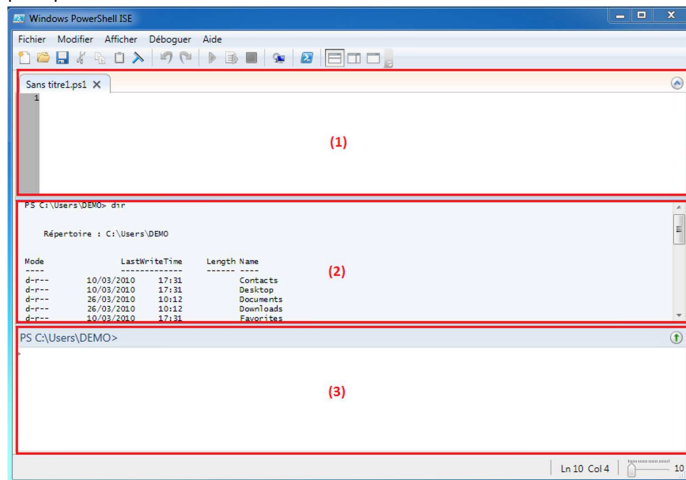 Windows PowerShell ISE
Fichier Modifier Afficher Déboguer Aide
Sans titre1.ps1 X
1
(1)
PS C:\Users\DEMO> dir
Répertoire : C:\Users\DEMO
Mode LastWriteTime Length Name
---- ------------- ------ ----
d-r-- 10/03/2010 17:31 Contacts
d-r-- 10/03/2010 17:31 Desktop
d-r-- 26/03/2010 10:12 Documents
d-r-- 26/03/2010 10:12 Downloads
d-r-- 10/03/2010 17:31 Favorites
(2)
PS C:\Users\DEMO>
(3)
Ln 10 Col 4 10